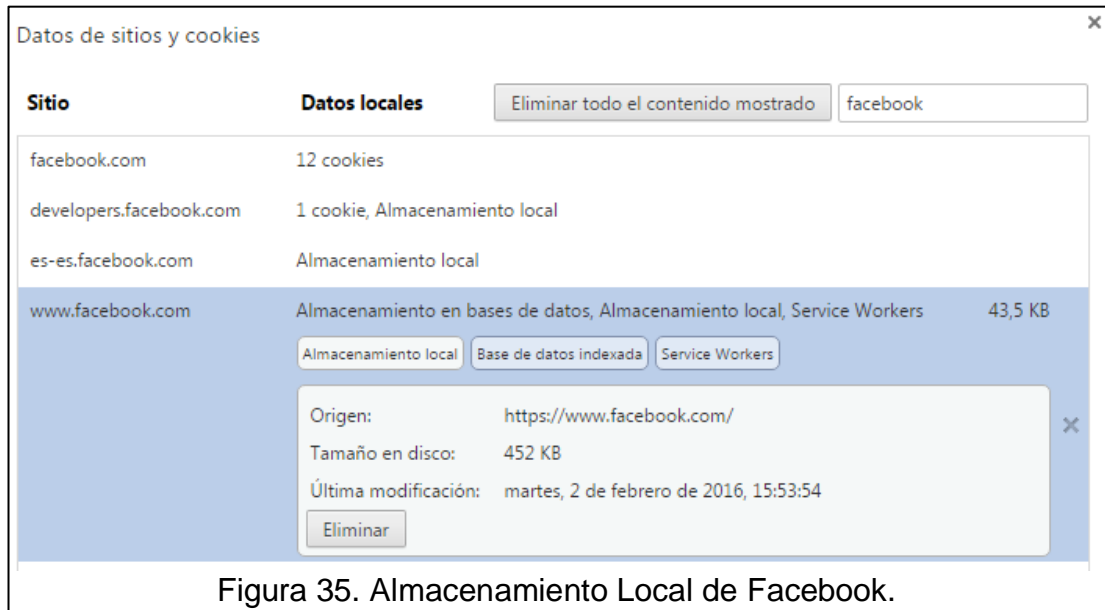 Datos de sitios y cookies
×
Sitio Datos locales Eliminar todo el contenido mostrado facebook
facebook.com 12 cookies
developers.facebook.com 1 cookie, Almacenamiento local
es-es.facebook.com Almacenamiento local
www.facebook.com Almacenamiento en bases de datos, Almacenamiento local, Service Workers 43,5 KB
Almacenamiento local Base de datos indexada Service Workers
Origen: https://www.facebook.com/
Tamaño en disco: 452 KB
Última modificación: martes, 2 de febrero de 2016, 15:53:54
Eliminar
Figura 35. Almacenamiento Local de Facebook.